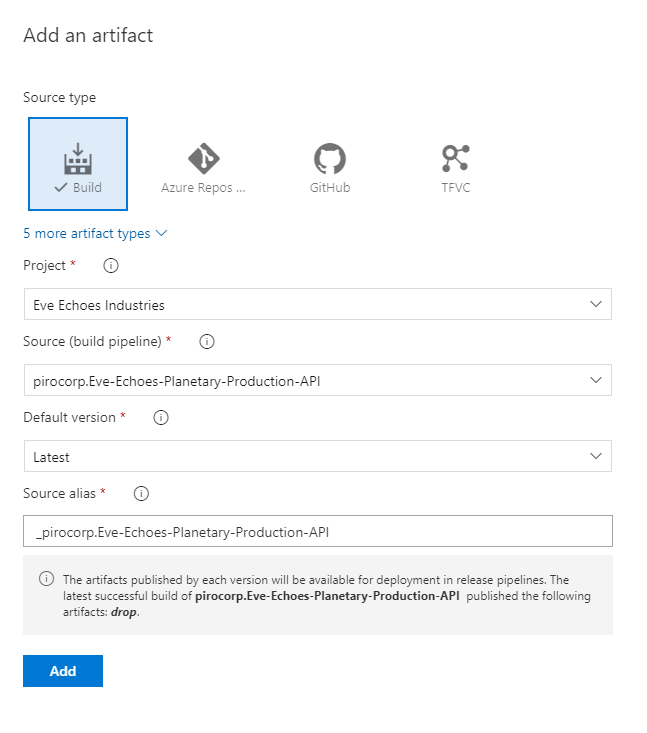 Add an artifact
Source type
Build
Azure Repos ...
GitHub
TFVC
5 more artifact types
Project *
Eve Echoes Industries
Source (build pipeline) *
pirocorp.Eve-Echoes-Planetary-Production-API
Default version *
Latest
Source alias *
_pirocorp.Eve-Echoes-Planetary-Production-API
The artifacts published by each version will be available for deployment in release pipelines. The
latest successful build of pirocorp.Eve-Echoes-Planetary-Production-API published the following
artifacts: drop.
Add